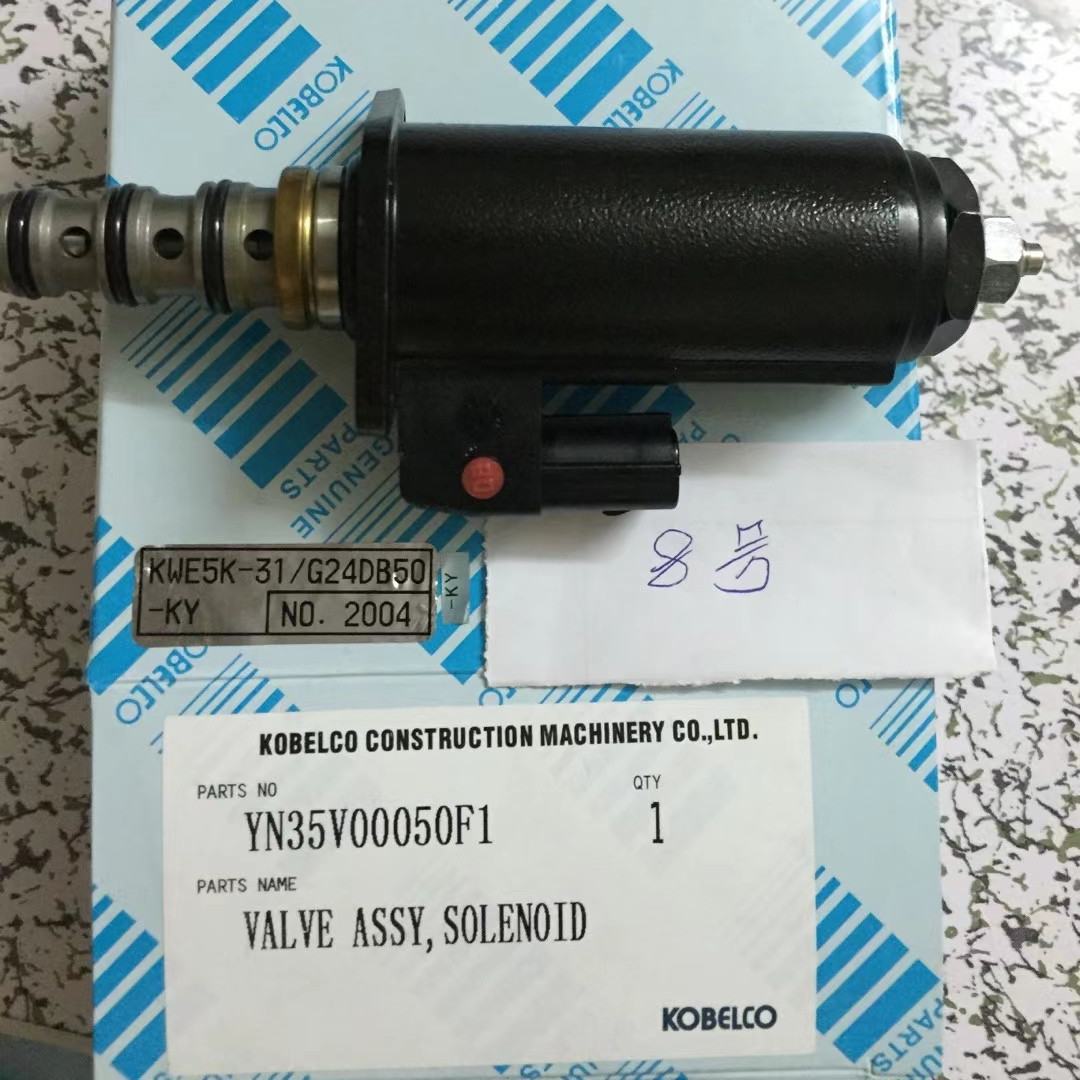 KOBELCO
KOBELCO
GENUINE
PARTS
KWE5K-31/G24DB50
-KY
NO. 2004
-KY
8号
KOBELCO
KOBELCO CONSTRUCTION MACHINERY CO.,LTD.
PARTS NO
QTY
YN35V00050F1
1
PARTS NAME
VALVE ASSY,SOLENOID
KOBELCO